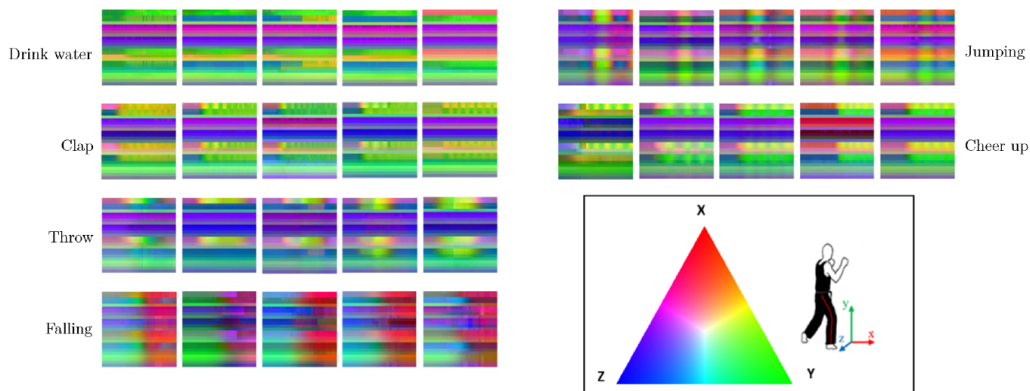 Drink water
Jumping
Clap
Cheer up
Throw
Falling
X
Z
Y
y
z
x